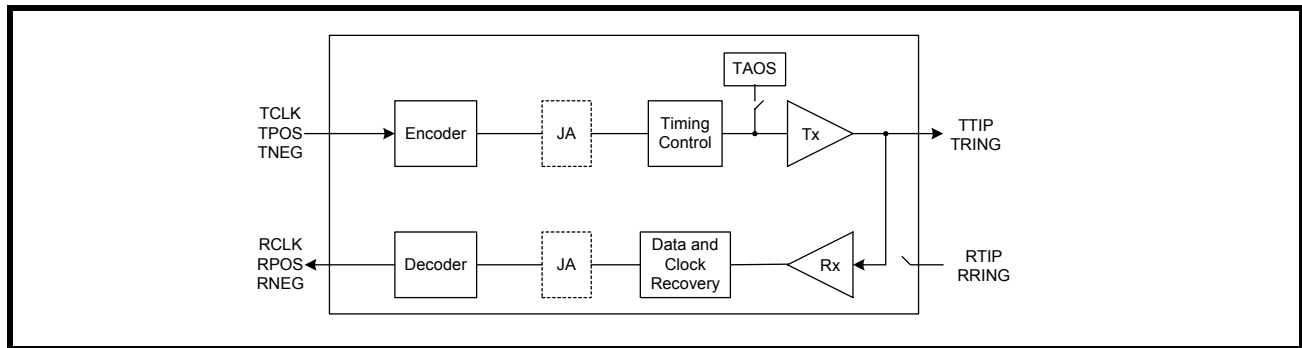 TAOS
TCLK
TPOS
TNEG
Encoder
JA
Timing
Control
Tx
TTIP
TRING
RCLK
RPOS
RNEG
Decoder
JA
Data and
Clock
Recovery
Rx
RTIP
RRING